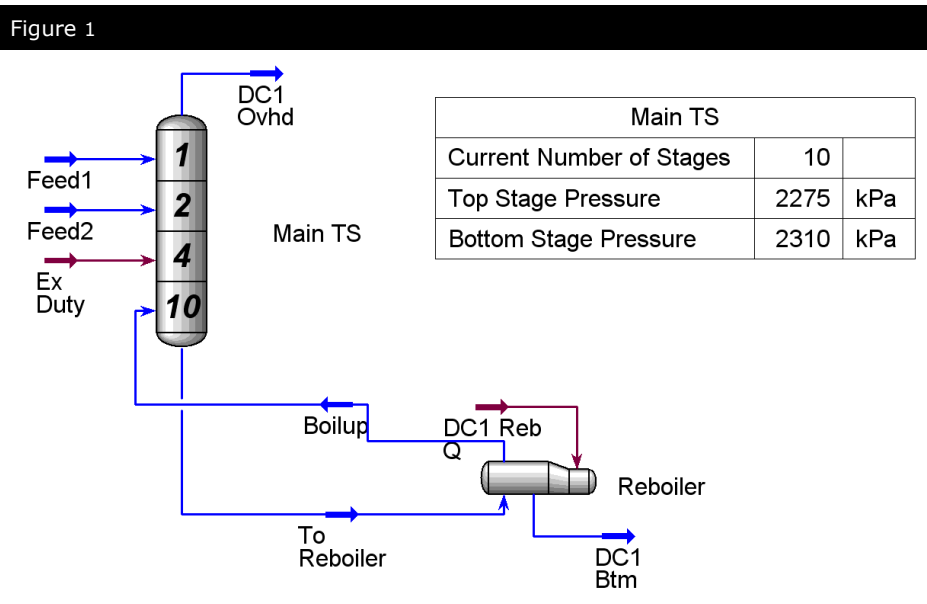 Figure 1
DC1
Ovhd
Main TS
Current Number of Stages 10
Top Stage Pressure 2275 kPa
Bottom Stage Pressure 2310 kPa
1
Feed1
2
Feed2
Main TS
4
Ex
Duty
10
Boilup
DC1 Reb
Q
Reboiler
To
Reboiler
DC1
Btm